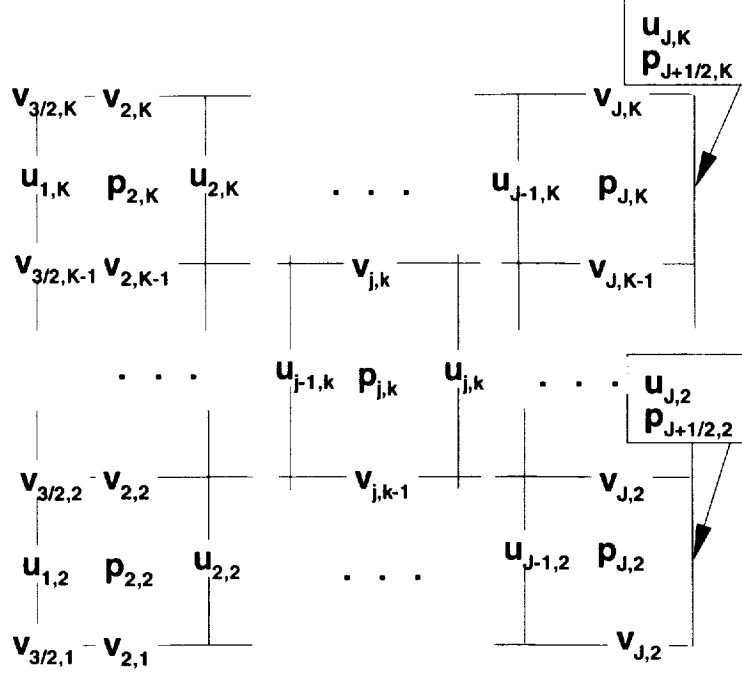 u_{J,K}
p_{J+1/2,K}
v_{3/2,K} v_{2,K} v_{J,K}
u_{1,K} p_{2,K} u_{2,K} . . . u_{J-1,K} p_{J,K}
v_{3/2,K-1} v_{2,K-1} v_{j,k} v_{J,K-1}
. . . u_{j-1,k} p_{j,k} u_{j,k} . . . u_{J,2}
p_{J+1/2,2}
v_{3/2,2} v_{2,2} v_{j,k-1} v_{J,2}
u_{1,2} p_{2,2} u_{2,2} . . . u_{J-1,2} p_{J,2}
v_{3/2,1} v_{2,1} v_{J,2}